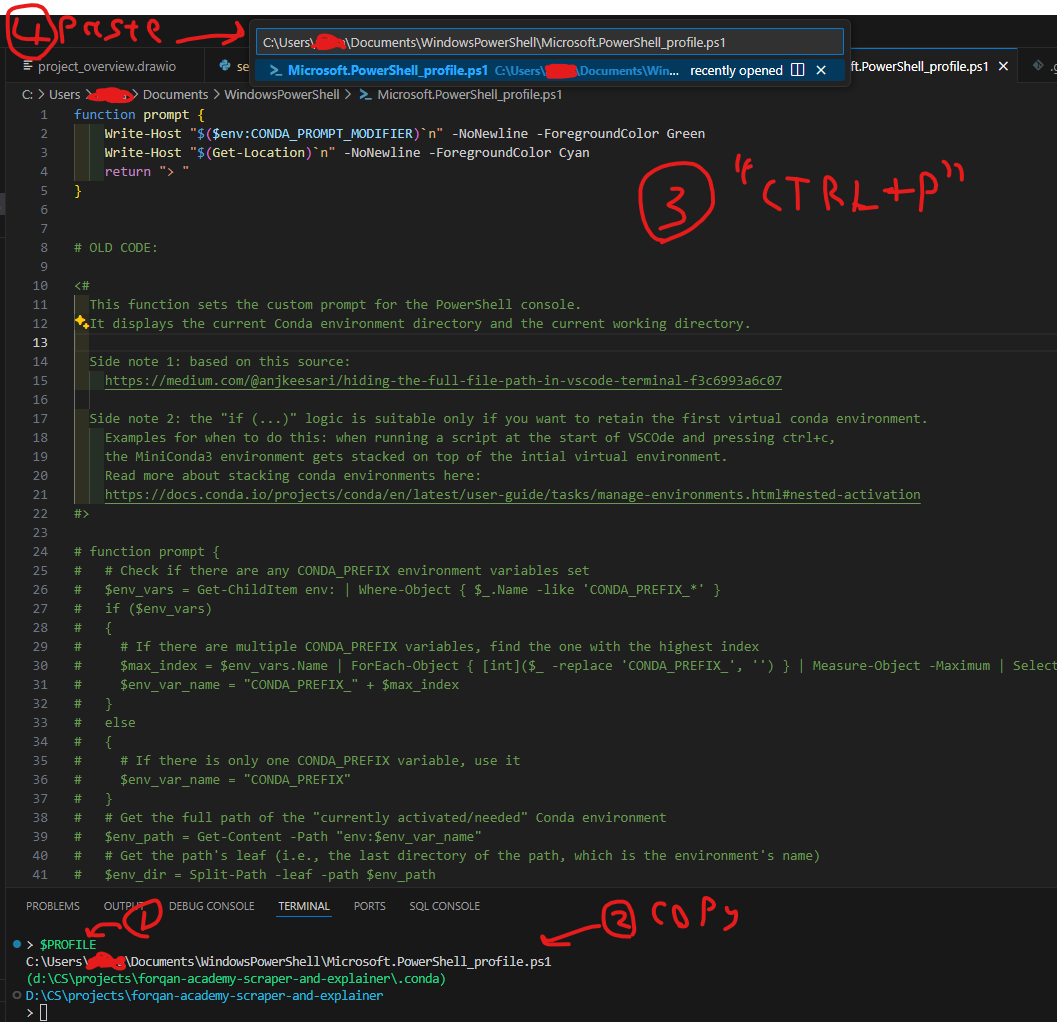 4 Paste
C:\Users\ \Documents\WindowsPowerShell\Microsoft.PowerShell_profile.ps1
Microsoft.PowerShell_profile.ps1 C:\Users\ \Documents\Win... recently opened
project_overview.drawio se ft.PowerShell_profile.ps1 .g
C: > Users > > Documents > WindowsPowerShell > Microsoft.PowerShell_profile.ps1
1 function prompt {
2 Write-Host "$($env:CONDA_PROMPT_MODIFIER)`n" -NoNewline -ForegroundColor Green
3 Write-Host "$(Get-Location)`n" -NoNewline -ForegroundColor Cyan
4 return "> "
5 }
6
7
3 "CTRL+P"
8 # OLD CODE:
9
10 <#
11 This function sets the custom prompt for the PowerShell console.
12 It displays the current Conda environment directory and the current working directory.
13
14 Side note 1: based on this source:
15 https://medium.com/@anjkeesari/hiding-the-full-file-path-in-vscode-terminal-f3c6993a6c07
16
17 Side note 2: the "if (...)" logic is suitable only if you want to retain the first virtual conda environment.
18 Examples for when to do this: when running a script at the start of VSCOde and pressing ctrl+c,
19 the MiniConda3 environment gets stacked on top of the intial virtual environment.
20 Read more about stacking conda environments here:
21 https://docs.conda.io/projects/conda/en/latest/user-guide/tasks/manage-environments.html#nested-activation
22 #>
23
24 # function prompt {
25 # # Check if there are any CONDA_PREFIX environment variables set
26 # $env_vars = Get-ChildItem env: | Where-Object { $_.Name -like 'CONDA_PREFIX_*' }
27 # if ($env_vars)
28 # {
29 # # If there are multiple CONDA_PREFIX variables, find the one with the highest index
30 # $max_index = $env_vars.Name | ForEach-Object { [int]($_ -replace 'CONDA_PREFIX_', '') } | Measure-Object -Maximum | Select
31 # $env_var_name = "CONDA_PREFIX_" + $max_index
32 # }
33 # else
34 # {
35 # # If there is only one CONDA_PREFIX variable, use it
36 # $env_var_name = "CONDA_PREFIX"
37 # }
38 # # Get the full path of the "currently activated/needed" Conda environment
39 # $env_path = Get-Content -Path "env:$env_var_name"
40 # # Get the path's leaf (i.e., the last directory of the path, which is the environment's name)
41 # $env_dir = Split-Path -leaf -path $env_path
PROBLEMS OUTPUT DEBUG CONSOLE TERMINAL PORTS SQL CONSOLE
1
2 COPY
> $PROFILE
C:\Users\ \Documents\WindowsPowerShell\Microsoft.PowerShell_profile.ps1
(d:\CS\projects\forqan-academy-scraper-and-explainer\.conda)
D:\CS\projects\forqan-academy-scraper-and-explainer
>